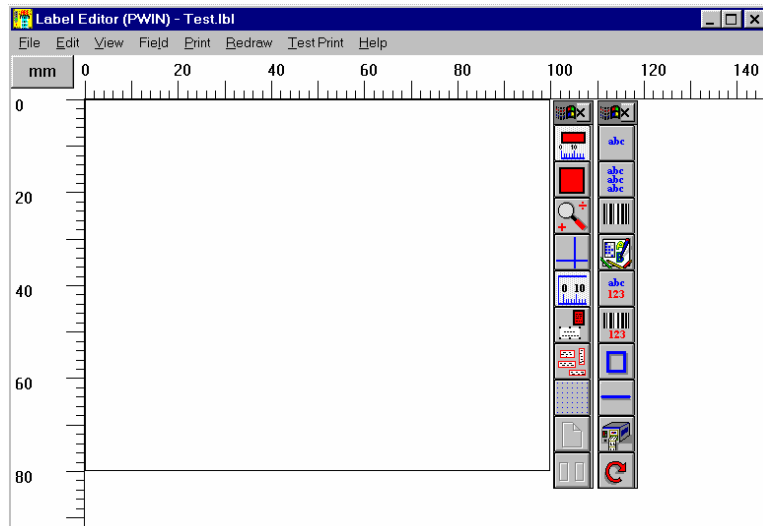 Label Editor (PWIN) - Test.lbl
File Edit View Field Print Redraw Test Print Help
mm 0 20 40 60 80 100 120 140
0
20
40
60
80
0 10
0 10
abc
abc
abc
abc
abc
123
123